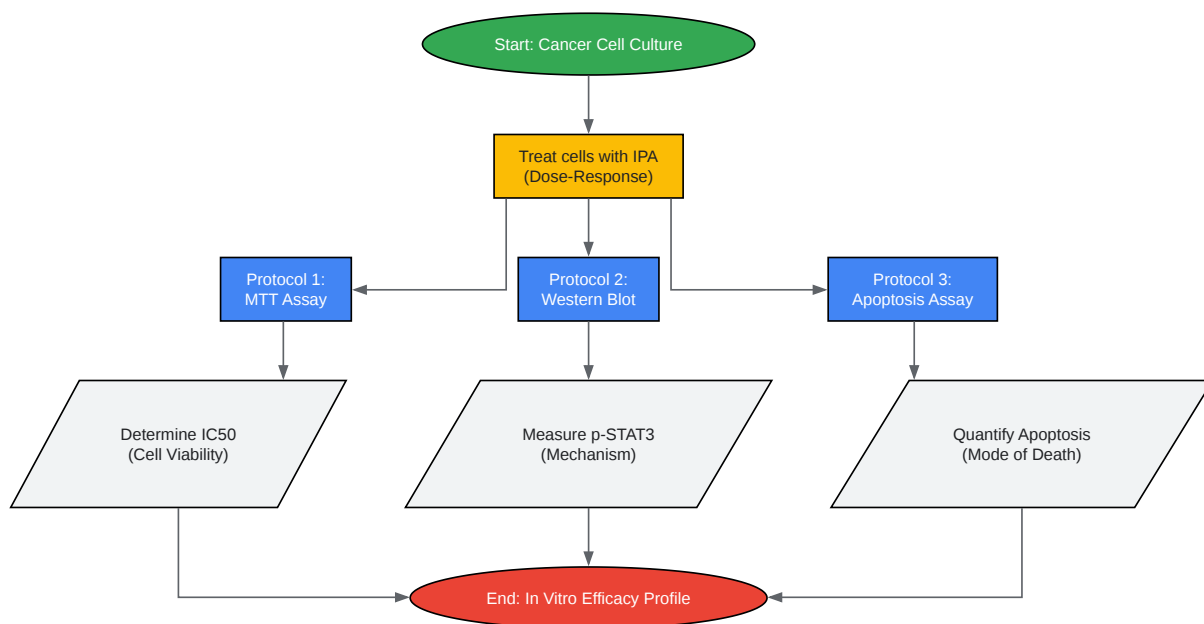 Start: Cancer Cell Culture
Treat cells with IPA
(Dose-Response)
Protocol 1:
MTT Assay
Protocol 2:
Western Blot
Protocol 3:
Apoptosis Assay
Determine IC50
(Cell Viability)
Measure p-STAT3
(Mechanism)
Quantify Apoptosis
(Mode of Death)
End: In Vitro Efficacy Profile